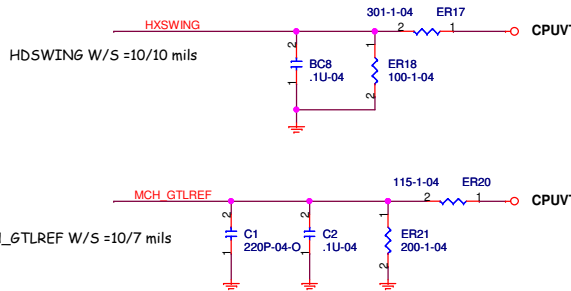 HXSWING
301-1-04 ER17
2 1 CPUVT
HDSWING W/S =10/10 mils
2 1
BC8 ER18
.1U-04 100-1-04
1 2
115-1-04 ER20
MCH_GTLREF 2 1 CPUVT
_GTLREF W/S =10/7 mils
2 2 1
C1 C2 ER21
220P-04-O .1U-04 200-1-04
1 1 2